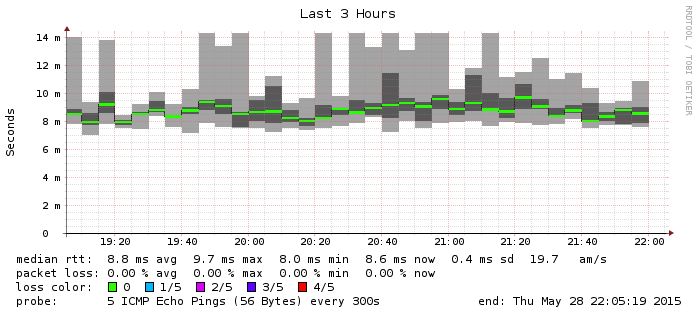 Last 3 Hours
RRDTOOL / TOBI OETIKER
Seconds
14 m
12 m
10 m
8 m
6 m
4 m
2 m
0
19:20 19:40 20:00 20:20 20:40 21:00 21:20 21:40 22:00
median rtt: 8.8 ms avg 9.7 ms max 8.0 ms min 8.6 ms now 0.4 ms sd 19.7 am/s
packet loss: 0.00 % avg 0.00 % max 0.00 % min 0.00 % now
loss color: 0 1/5 2/5 3/5 4/5
probe: 5 ICMP Echo Pings (56 Bytes) every 300s end: Thu May 28 22:05:19 2015